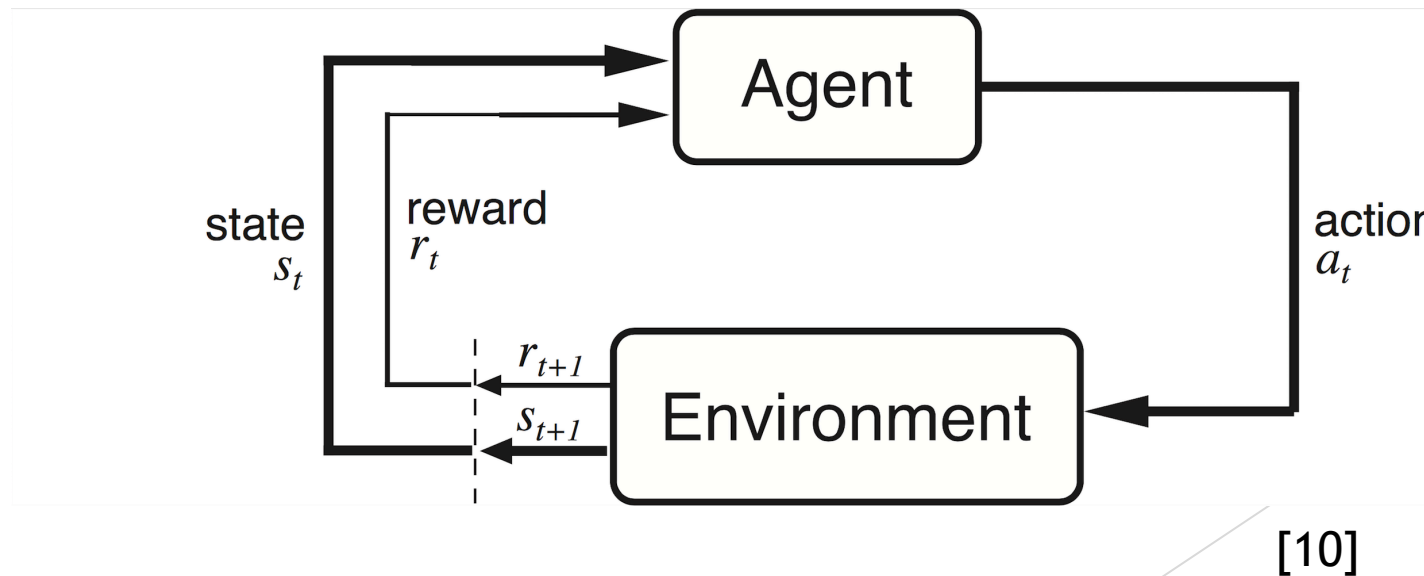 Agent
state
s_t
reward
r_t
action
a_t
r_{t+1}
s_{t+1}
Environment
[10]